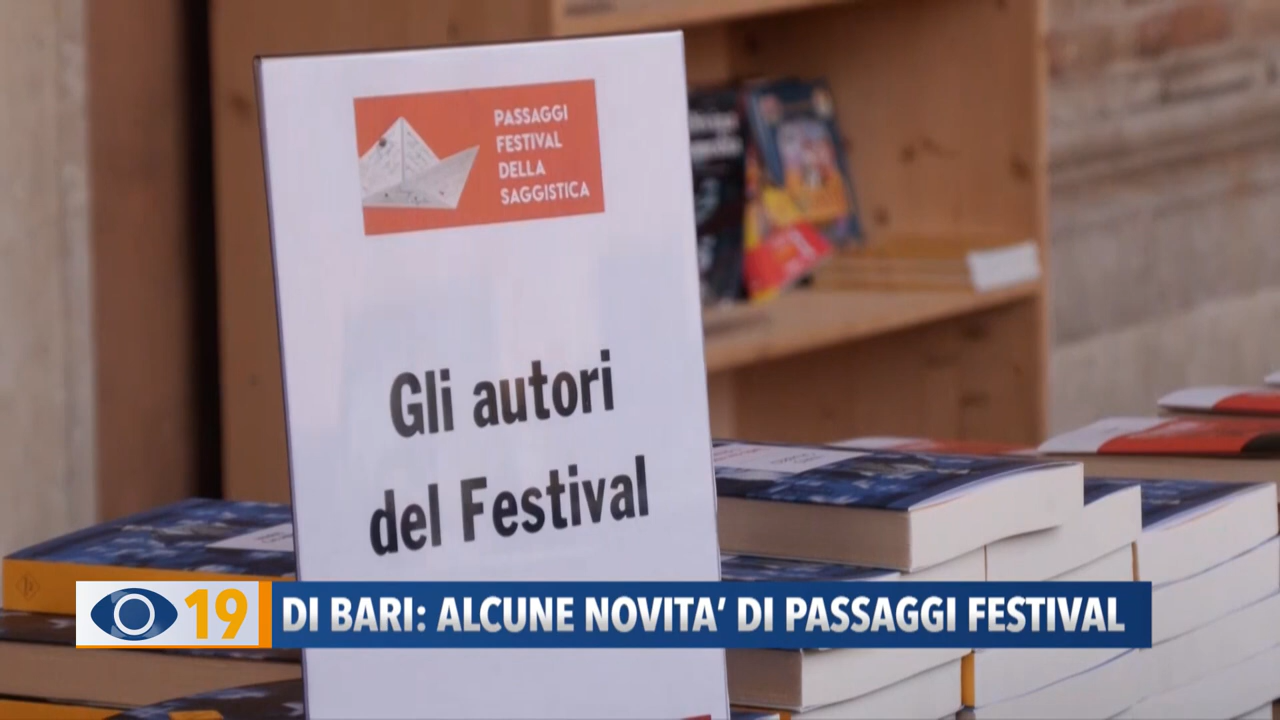 PASSAGGI
FESTIVAL
DELLA
SAGGISTICA
Gli autori
del Festival
19
DI BARI: ALCUNE NOVITA’ DI PASSAGGI FESTIVAL